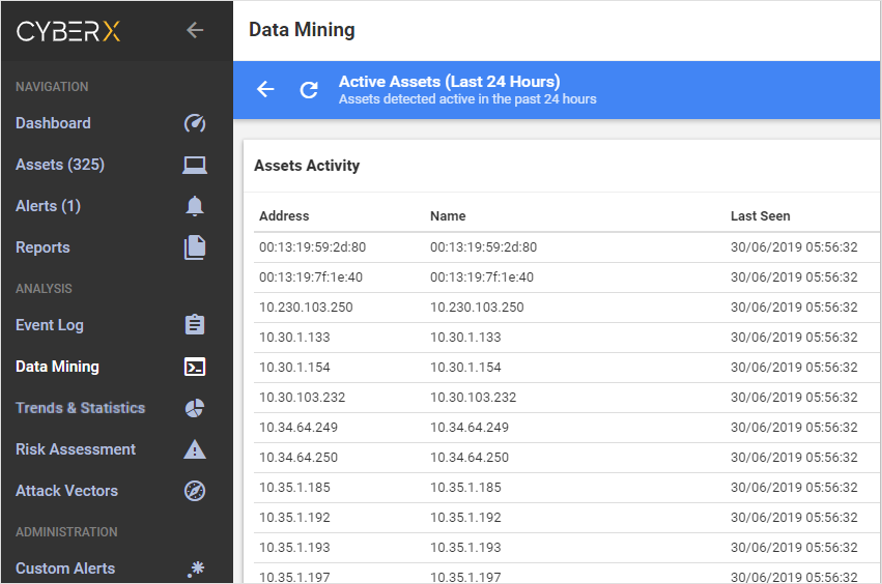 CYBERX
NAVIGATION
Dashboard
Assets (325)
Alerts (1)
Reports
ANALYSIS
Event Log
Data Mining
Trends & Statistics
Risk Assessment
Attack Vectors
ADMINISTRATION
Custom Alerts
Data Mining
Active Assets (Last 24 Hours)
Assets detected active in the past 24 hours
Assets Activity
Address Name Last Seen
00:13:19:59:2d:80 00:13:19:59:2d:80 30/06/2019 05:56:32
00:13:19:7f:1e:40 00:13:19:7f:1e:40 30/06/2019 05:56:32
10.230.103.250 10.230.103.250 30/06/2019 05:56:32
10.30.1.133 10.30.1.133 30/06/2019 05:56:32
10.30.1.154 10.30.1.154 30/06/2019 05:56:32
10.30.103.232 10.30.103.232 30/06/2019 05:56:32
10.34.64.249 10.34.64.249 30/06/2019 05:56:32
10.34.64.250 10.34.64.250 30/06/2019 05:56:32
10.35.1.185 10.35.1.185 30/06/2019 05:56:32
10.35.1.192 10.35.1.192 30/06/2019 05:56:32
10.35.1.193 10.35.1.193 30/06/2019 05:56:32
10.35.1.197 10.35.1.197 30/06/2019 05:56:32